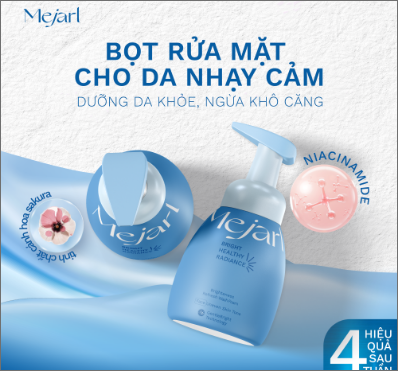 Mejarl
BỌT RỬA MẶT
CHO DA NHẠY CẢM
DƯỠNG DA KHỎE, NGỪA KHÔ CĂNG
NIACINAMIDE
tinh chất cánh hoa sakura
Mejarl
Mejarl
BRIGHT
HEALTHY
RADIANCE
4
HIỆU
QUẢ
SAU
TUẦN